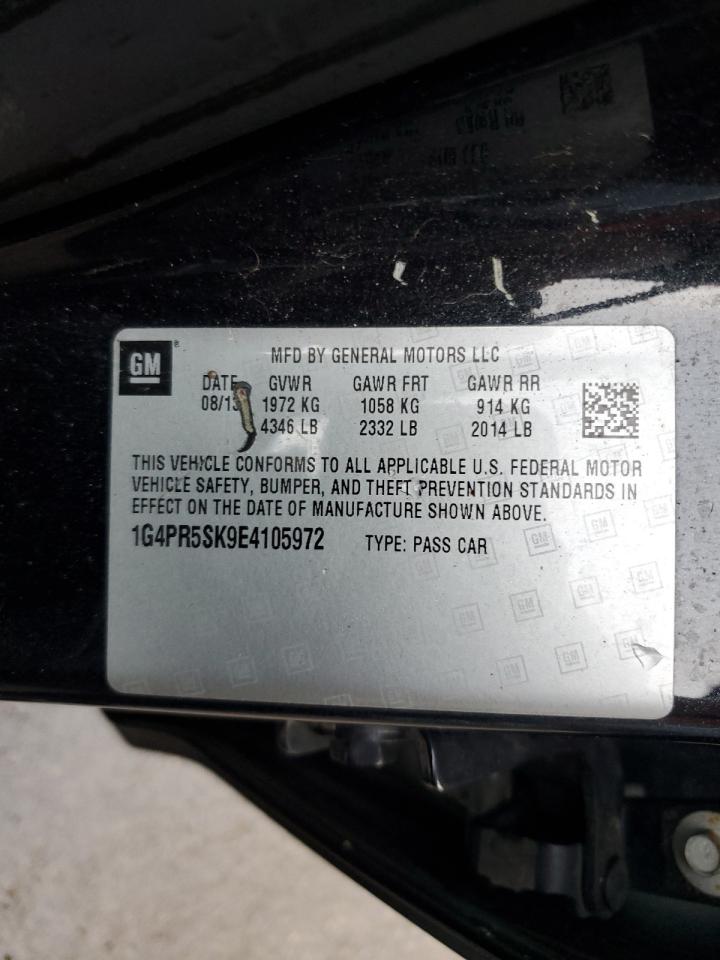 GM
MFD BY GENERAL MOTORS LLC
DATE GVWR GAWR FRT GAWR RR
08/13 1972 KG 1058 KG 914 KG
4346 LB 2332 LB 2014 LB
THIS VEHICLE CONFORMS TO ALL APPLICABLE U.S. FEDERAL MOTOR
VEHICLE SAFETY, BUMPER, AND THEFT PREVENTION STANDARDS IN
EFFECT ON THE DATE OF MANUFACTURE SHOWN ABOVE.
1G4PR5SK9E4105972 TYPE: PASS CAR